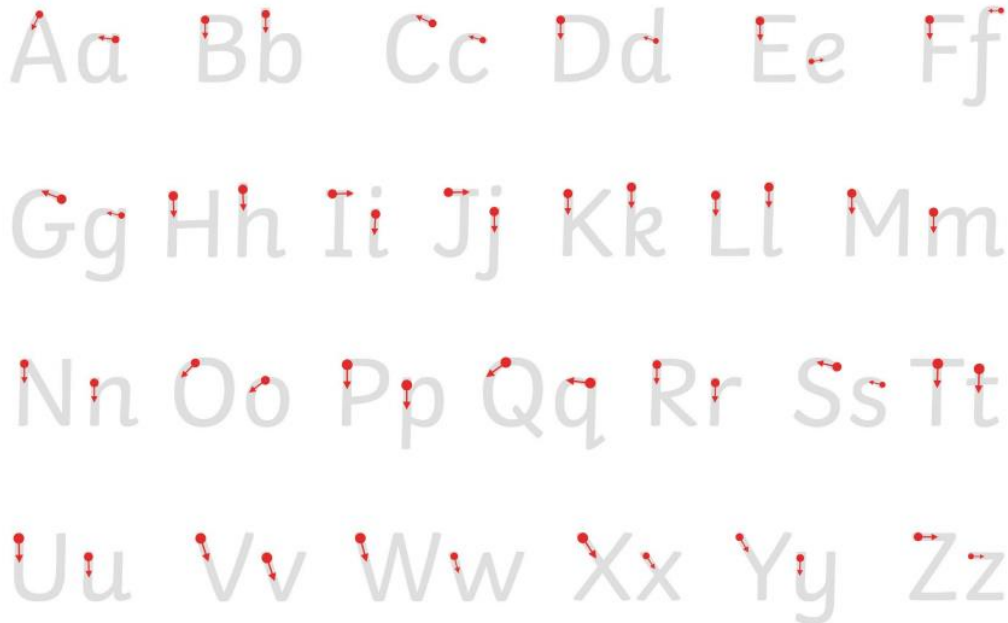 Aa Bb Cc Dd Ee Ff
Gg Hh Ii Jj Kk Ll Mm
Nn Oo Pp Qq Rr Ss Tt
Uu Vv Ww Xx Yy Zz